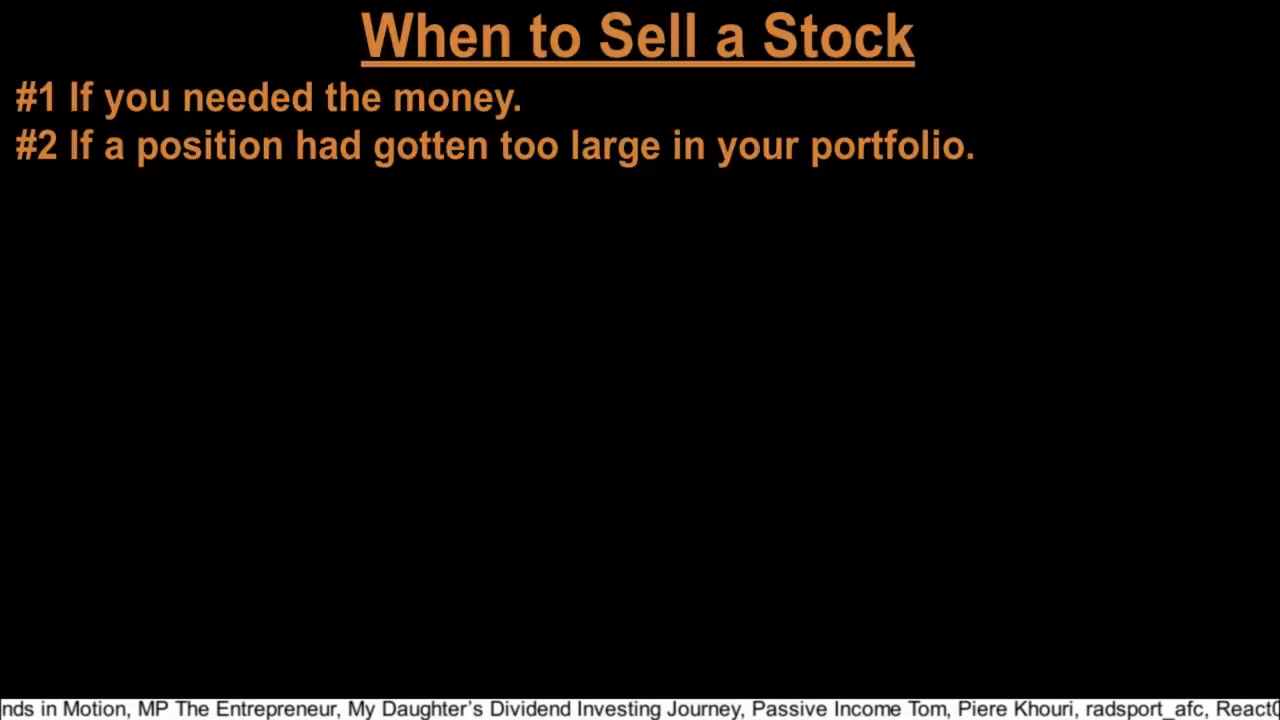 When to Sell a Stock
#1 If you needed the money.
#2 If a position had gotten too large in your portfolio.
nds in Motion, MP The Entrepreneur, My Daughter's Dividend Investing Journey, Passive Income Tom, Piere Khouri, radsport_afc, React